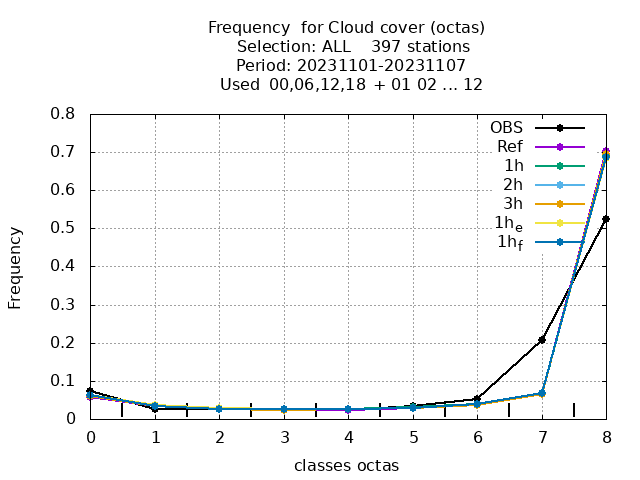 Frequency  for Cloud cover (octas)
Selection: ALL    397 stations
Period: 20231101-20231107
Used  00,06,12,18  + 01 02 ... 12
0.8
0.7
0.6
0.5
0.4
0.3
0.2
0.1
0
Frequency
OBS
Ref
1h
2h
3h
1he
1hf
0 1 2 3 4 5 6 7 8
classes octas